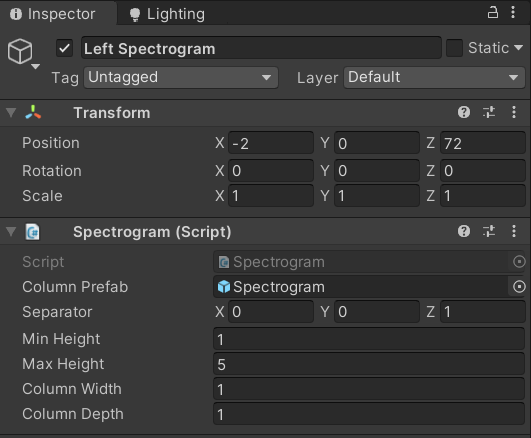 Inspector Lighting
Left Spectrogram Static
Tag Untagged Layer Default
Transform
Position X -2 Y 0 Z 72
Rotation X 0 Y 0 Z 0
Scale X 1 Y 1 Z 1
Spectrogram (Script)
Script Spectrogram
Column Prefab Spectrogram
Separator X 0 Y 0 Z 1
Min Height 1
Max Height 5
Column Width 1
Column Depth 1